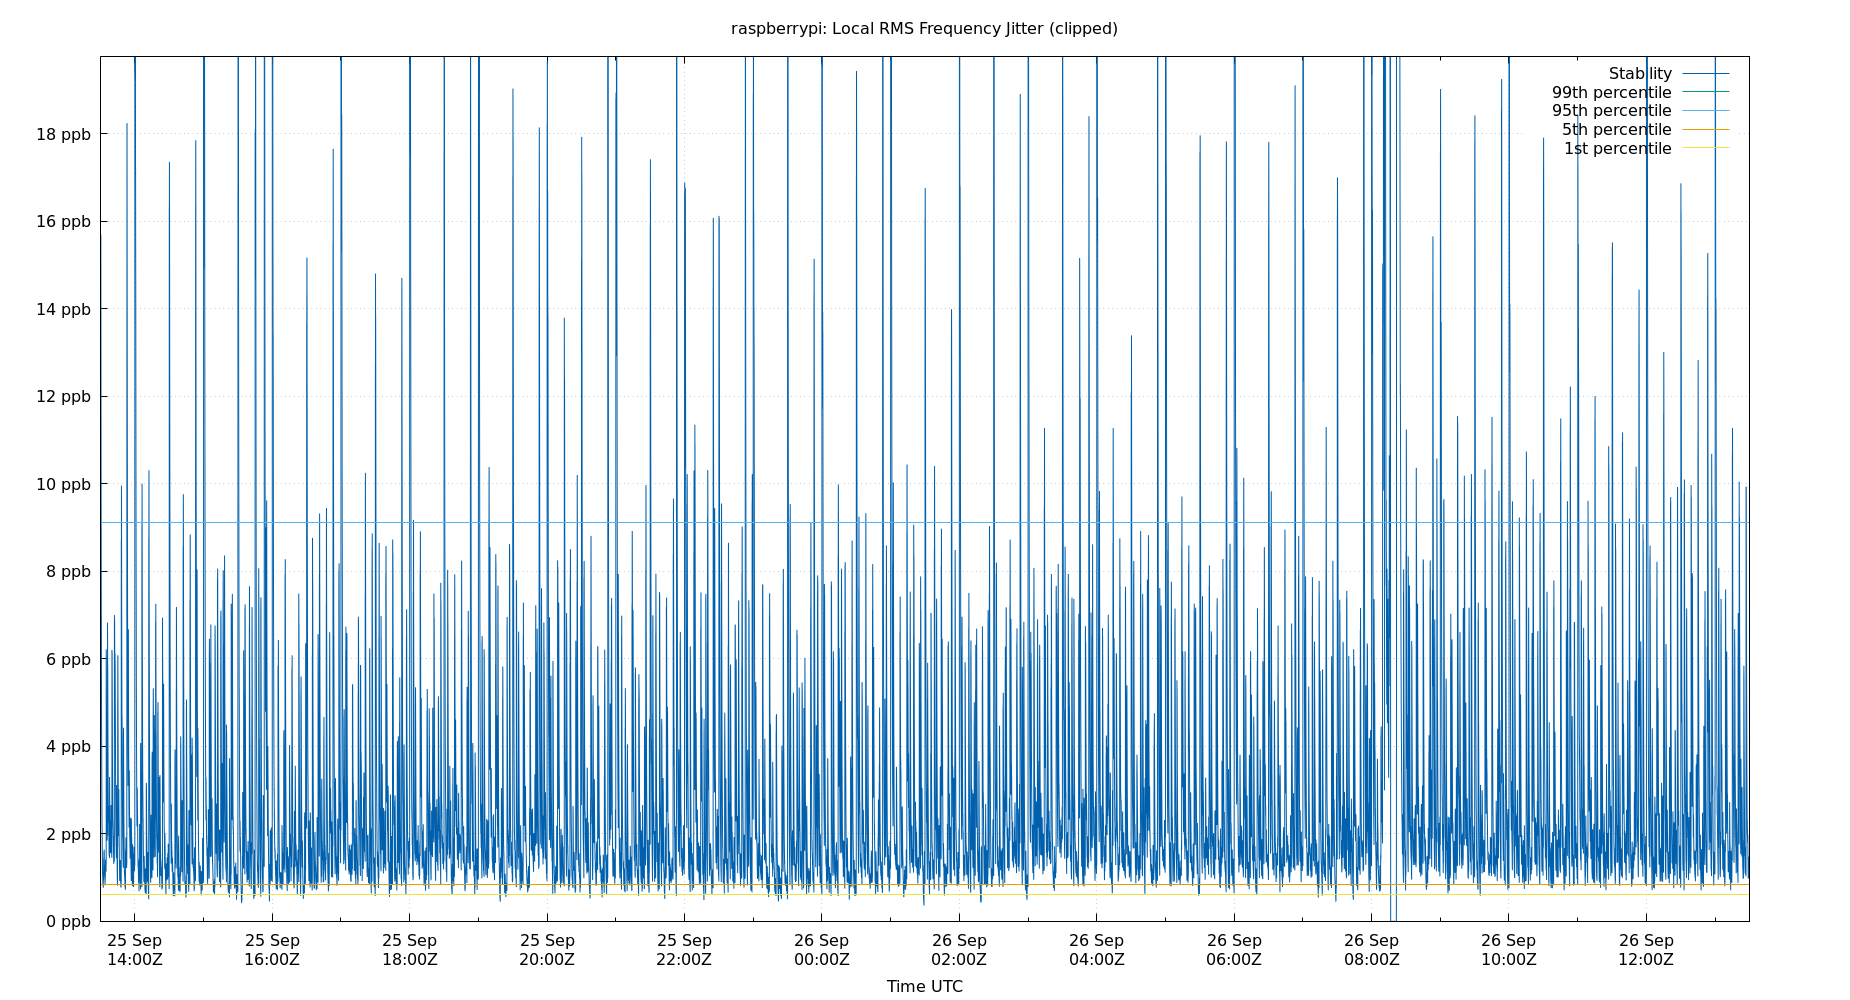 raspberrypi: Local RMS Frequency Jitter (clipped)
Stability
99th percentile
95th percentile
5th percentile
1st percentile
18 ppb
16 ppb
14 ppb
12 ppb
10 ppb
8 ppb
6 ppb
4 ppb
2 ppb
0 ppb
25 Sep 25 Sep 25 Sep 25 Sep 25 Sep 26 Sep 26 Sep 26 Sep 26 Sep 26 Sep 26 Sep 26 Sep
14:00Z 16:00Z 18:00Z 20:00Z 22:00Z 00:00Z 02:00Z 04:00Z 06:00Z 08:00Z 10:00Z 12:00Z
Time UTC